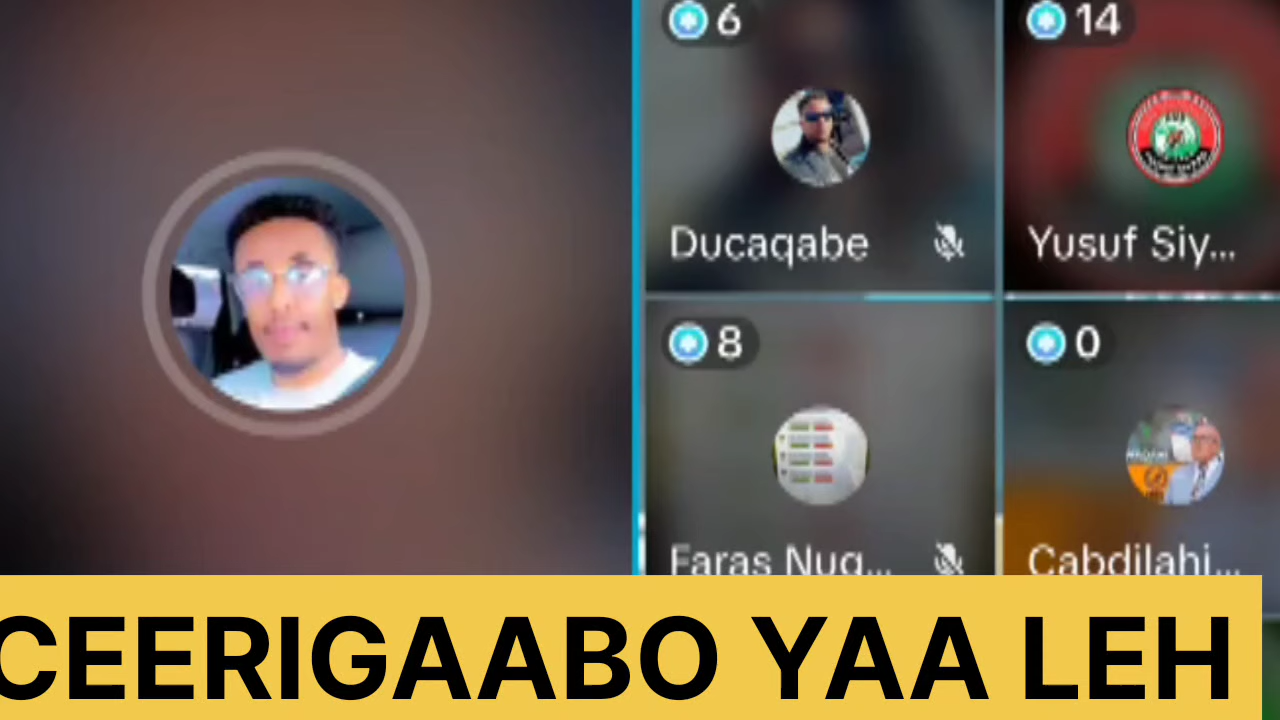 6
14
Ducaqabe
Yusuf Siy...
8
0
Faras Nug...
Cabdilahi...
CEERIGAABO YAA LEH